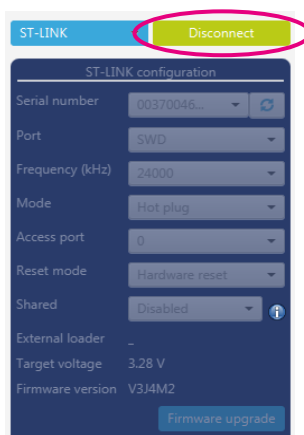 ST-LINK Disconnect
ST-LINK configuration
Serial number 00370046...
Port SWD
Frequency (kHz) 24000
Mode Hot plug
Access port 0
Reset mode Hardware reset
Shared Disabled
External loader _
Target voltage 3.28 V
Firmware version V3J4M2
Firmware upgrade